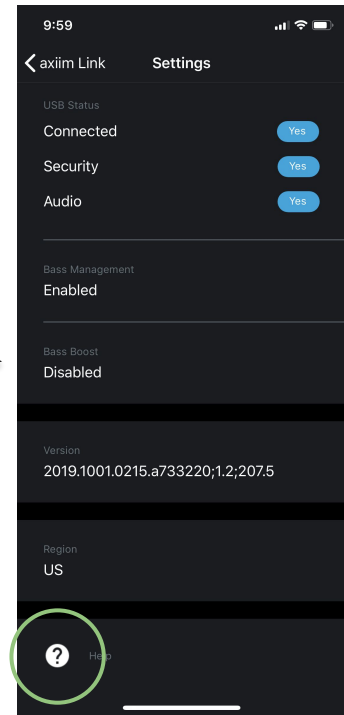 9:59
axiim Link Settings
USB Status
Connected Yes
Security Yes
Audio Yes
Bass Management
Enabled
Bass Boost
Disabled
Version
2019.1001.0215.a733220;1.2;207.5
Region
US
? Help